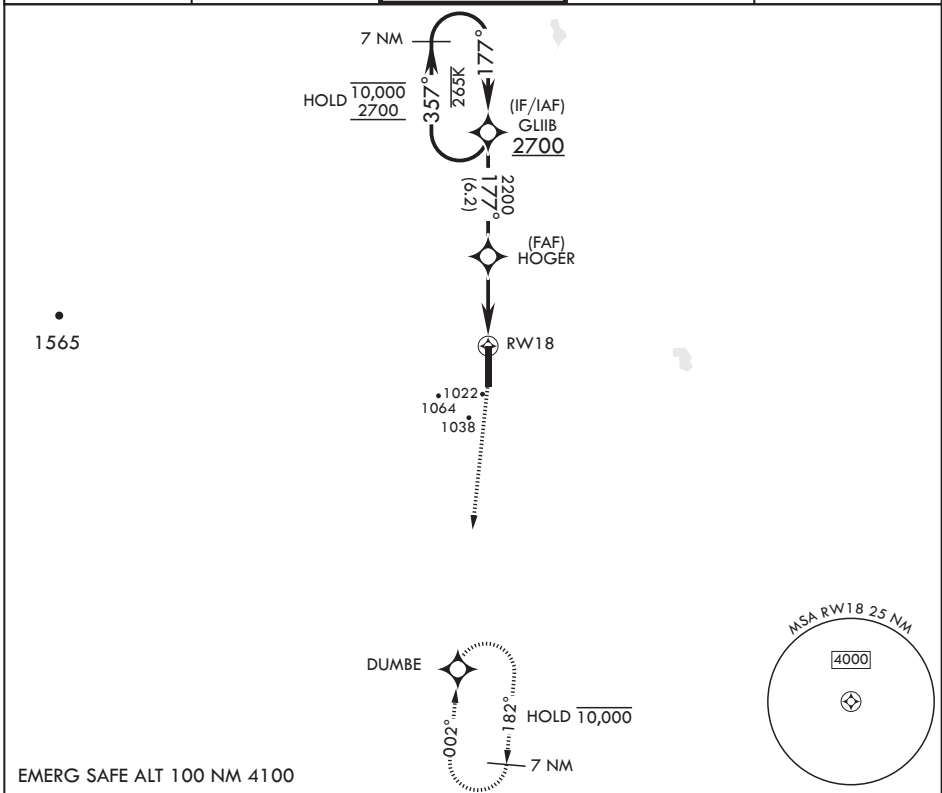 7 NM
HOLD 10,000
2700
357°
265K
177°
(IF/IAF)
GLIIB
2700
2200
177°
(6.2)
(FAF)
HOGER
RW18
1565
1022
1064
1038
MSA RW18 25 NM
4000
DUMBE
HOLD 10,000
002°
182°
7 NM
EMERG SAFE ALT 100 NM 4100